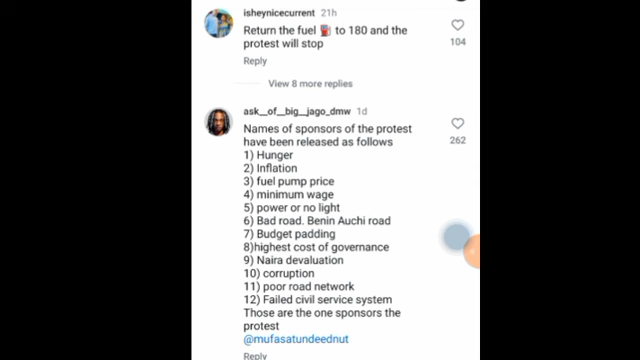 isheynicecurrent 21h
Return the fuel ⛽ to 180 and the
protest will stop
104
Reply
View 8 more replies
ask__of__big__jago_dmw 1d
Names of sponsors of the protest
have been released as follows
262
1) Hunger
2) Inflation
3) fuel pump price
4) minimum wage
5) power or no light
6) Bad road. Benin Auchi road
7) Budget padding
8)highest cost of governance
9) Naira devaluation
10) corruption
11) poor road network
12) Failed civil service system
Those are the one sponsors the
protest
@mufasatundeednut
Reply